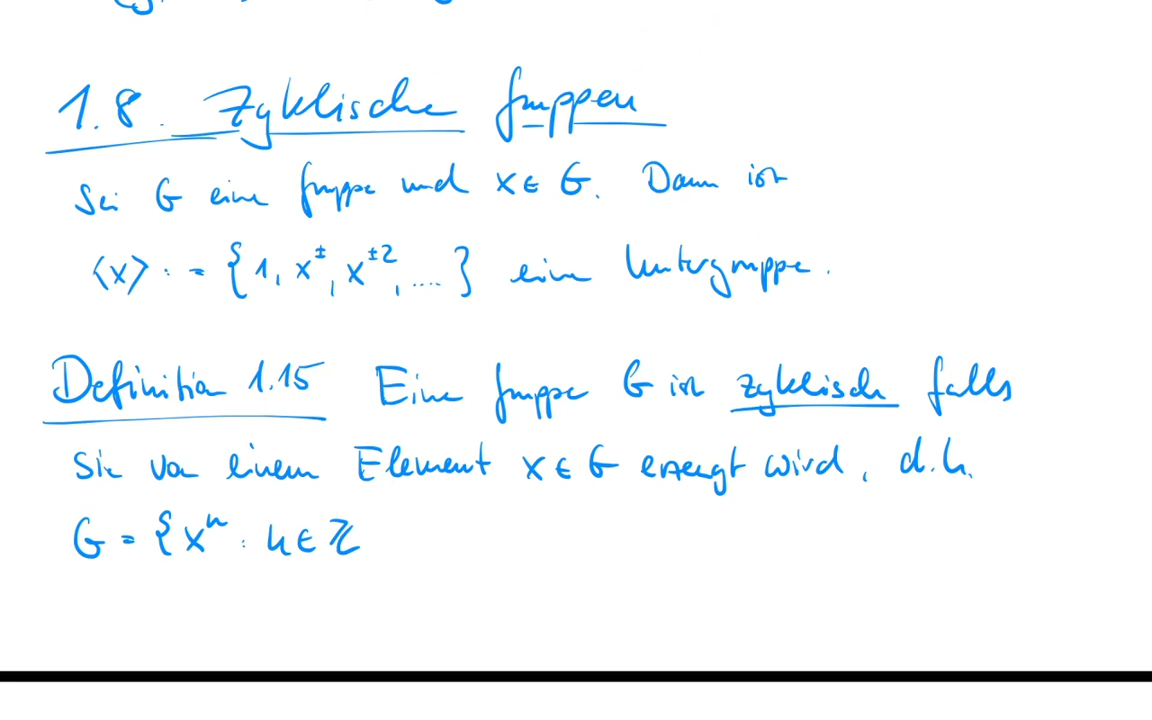 1.8. Zyklische Gruppen
Sei G eine Gruppe und x ∈ G. Dann ist
⟨x⟩ := {1, x^±, x^±2, ....} eine Untergruppe.
Definition 1.15 Eine Gruppe G ist zyklisch falls
sie von einem Element x ∈ G erzeugt wird, d.h.
G = {x^n : n ∈ ℤ